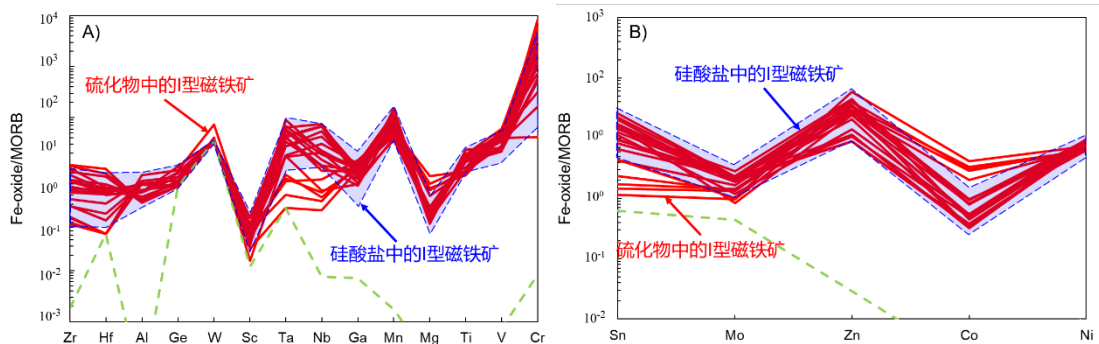 A)
Fe-oxide/MORB
10^4
10^3
10^2
10^1
10^0
10^-1
10^-2
10^-3
硫化物中的I型磁铁矿
硅酸盐中的I型磁铁矿
Zr Hf Al Ge W Sc Ta Nb Ga Mn Mg Ti V Cr
B)
Fe-oxide/MORB
10^3
10^2
10^0
10^0
10^-1
10^-2
硅酸盐中的I型磁铁矿
硫化物中的I型磁铁矿
Sn Mo Zn Co Ni